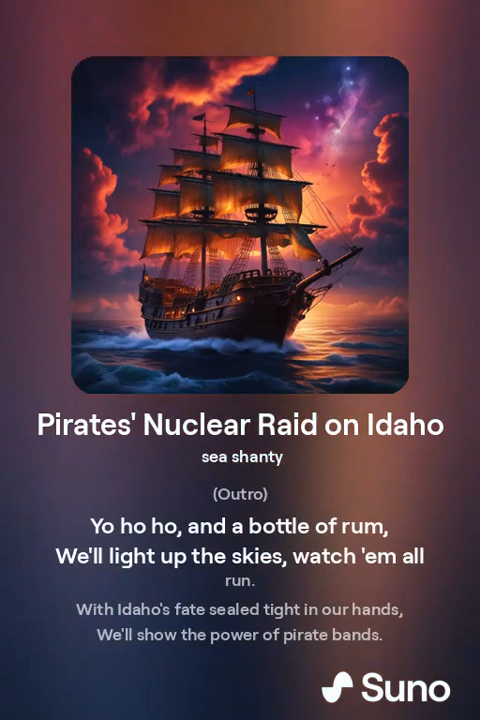 Pirates' Nuclear Raid on Idaho
sea shanty
(Outro)
Yo ho ho, and a bottle of rum,
We'll light up the skies, watch 'em all
run.
With Idaho's fate sealed tight in our hands,
We'll show the power of pirate bands.
Suno